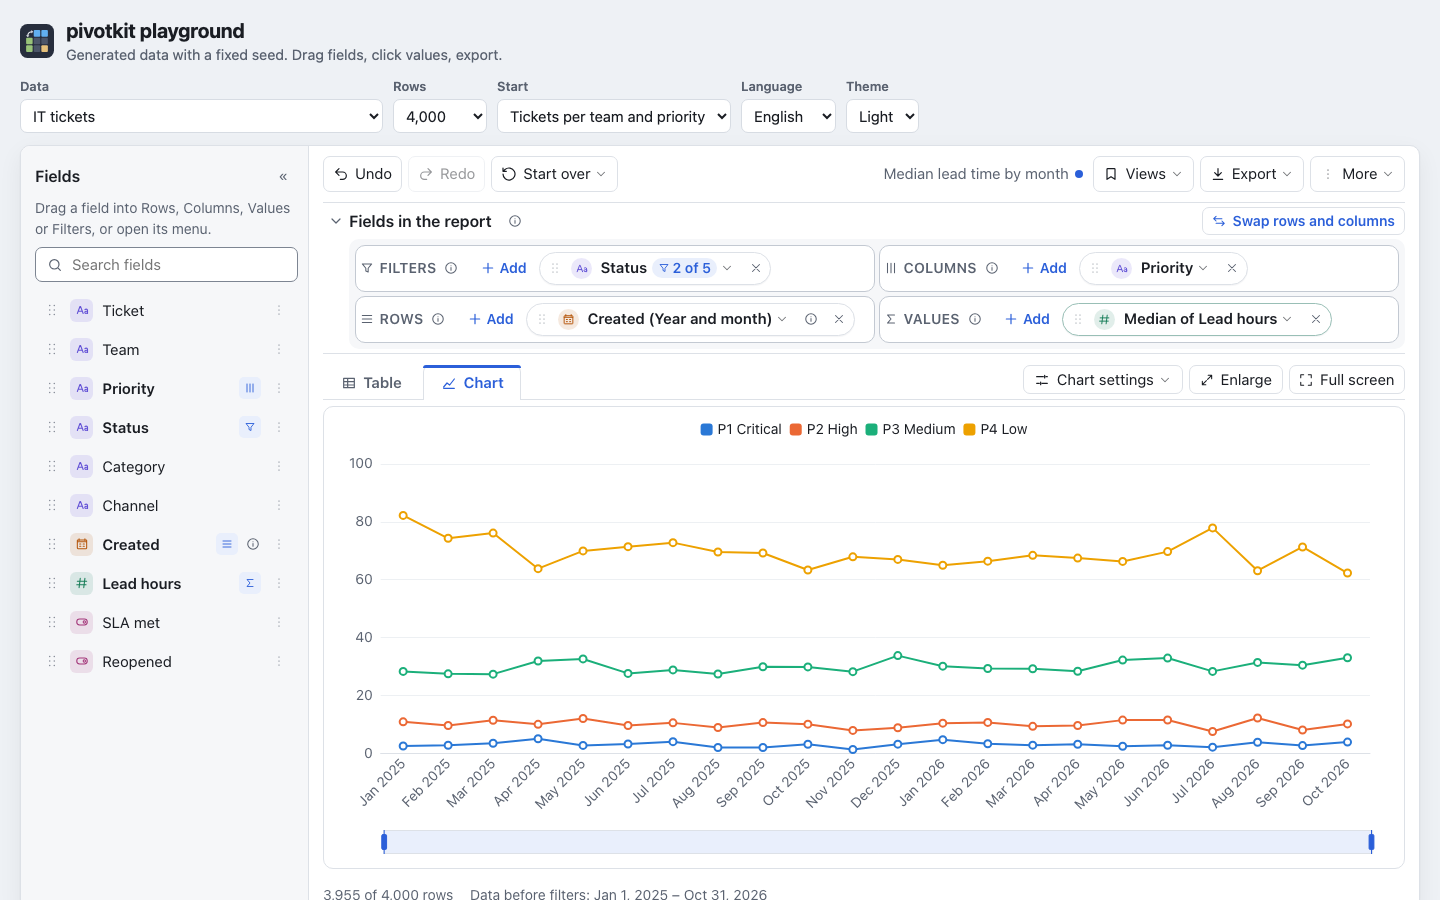 pivotkit playground
Generated data with a fixed seed. Drag fields, click values, export.
Data
Rows
Start
Language
Theme
IT tickets
4,000
Tickets per team and priority
English
Light
Fields
«
Drag a field into Rows, Columns, Values
or Filters, or open its menu.
Search fields
Aa Ticket
Aa Team
Aa Priority
Aa Status
Aa Category
Aa Channel
Created
# Lead hours Σ
SLA met
Reopened
Undo
Redo
Start over
Median lead time by month
Views
Export
More
Fields in the report
Swap rows and columns
FILTERS
+ Add
Aa Status 2 of 5
COLUMNS
+ Add
Aa Priority
ROWS
+ Add
Created (Year and month)
Σ VALUES
+ Add
# Median of Lead hours
Table
Chart
Chart settings
Enlarge
Full screen
P1 Critical P2 High P3 Medium P4 Low
100
80
60
40
20
0
Jan 2025
Feb 2025
Mar 2025
Apr 2025
May 2025
Jun 2025
Jul 2025
Aug 2025
Sep 2025
Oct 2025
Nov 2025
Dec 2025
Jan 2026
Feb 2026
Mar 2026
Apr 2026
May 2026
Jun 2026
Jul 2026
Aug 2026
Sep 2026
Oct 2026
3,955 of 4,000 rows Data before filters: Jan 1, 2025 – Oct 31, 2026